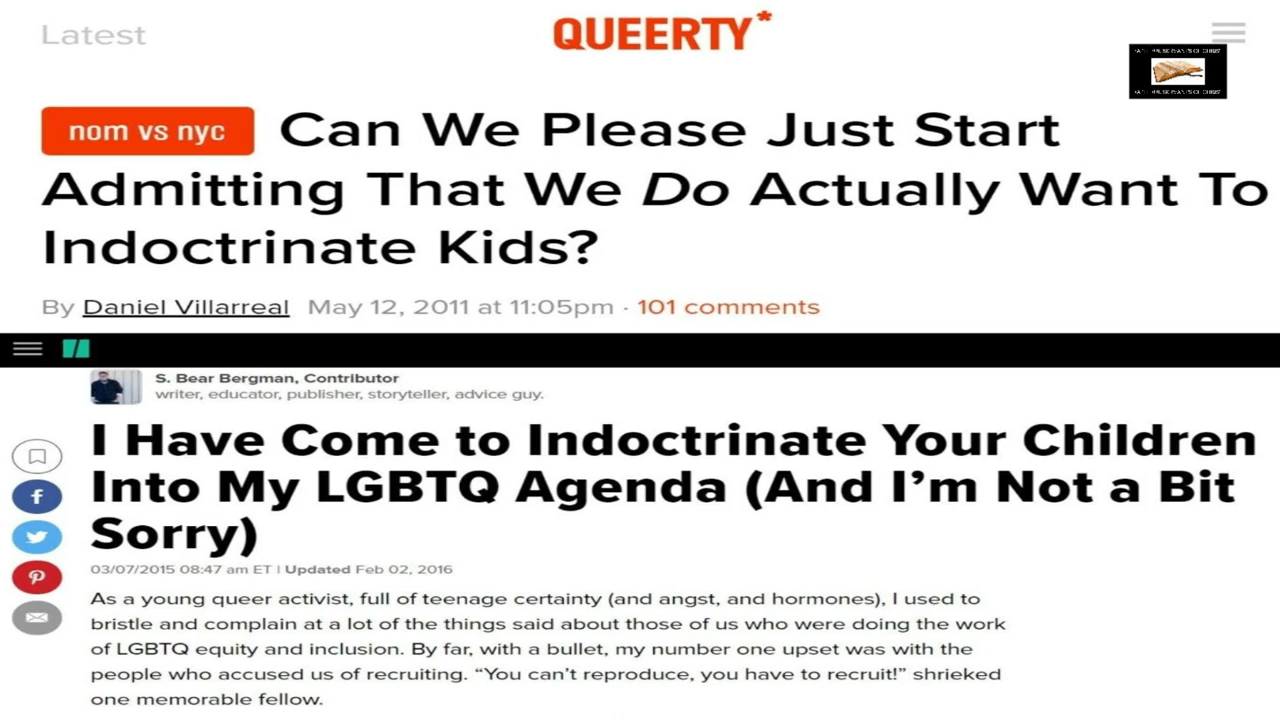 Latest
QUEERTY*
nom vs nyc Can We Please Just Start
Admitting That We Do Actually Want To
Indoctrinate Kids?
By Daniel Villarreal May 12, 2011 at 11:05pm · 101 comments
S. Bear Bergman, Contributor
writer, educator, publisher, storyteller, advice guy.
I Have Come to Indoctrinate Your Children
Into My LGBTQ Agenda (And I'm Not a Bit
Sorry)
03/07/2015 08:47 am ET | Updated Feb 02, 2016
As a young queer activist, full of teenage certainty (and angst, and hormones), I used to
bristle and complain at a lot of the things said about those of us who were doing the work
of LGBTQ equity and inclusion. By far, with a bullet, my number one upset was with the
people who accused us of recruiting. “You can't reproduce, you have to recruit!” shrieked
one memorable fellow.